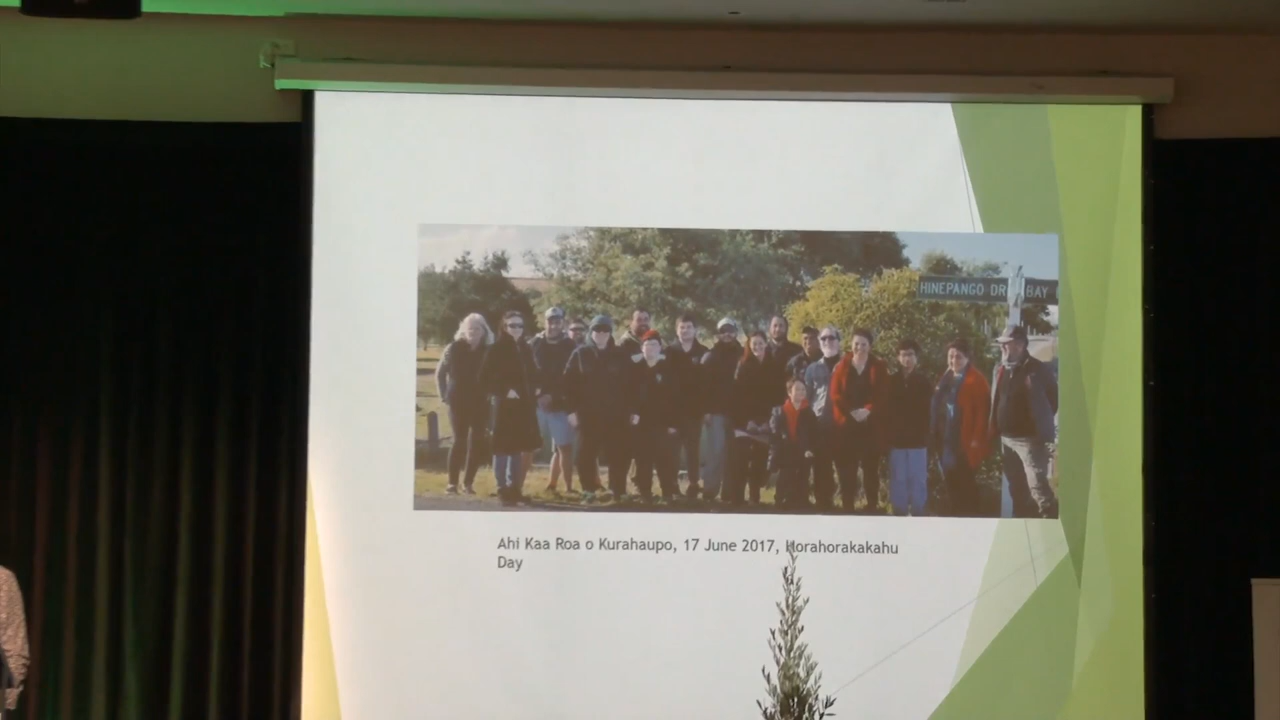 HINEPANGO DR
BAY
Ahi Kaa Roa o Kurahaupo, 17 June 2017, Horahorakakahu
Day